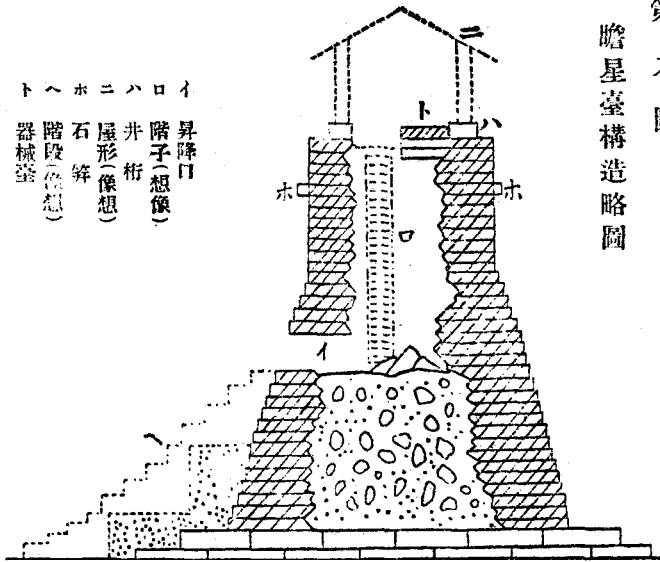 瞻星臺構造略圖
イ 昇降口
ロ 階子(想像)
ハ 井桁
ニ 屋形(像想)
ホ 石
ヘ 階段(像想)
ト 器械臺
ニ
ト
ハ
ホ
ホ
ロ
イ
ヘ